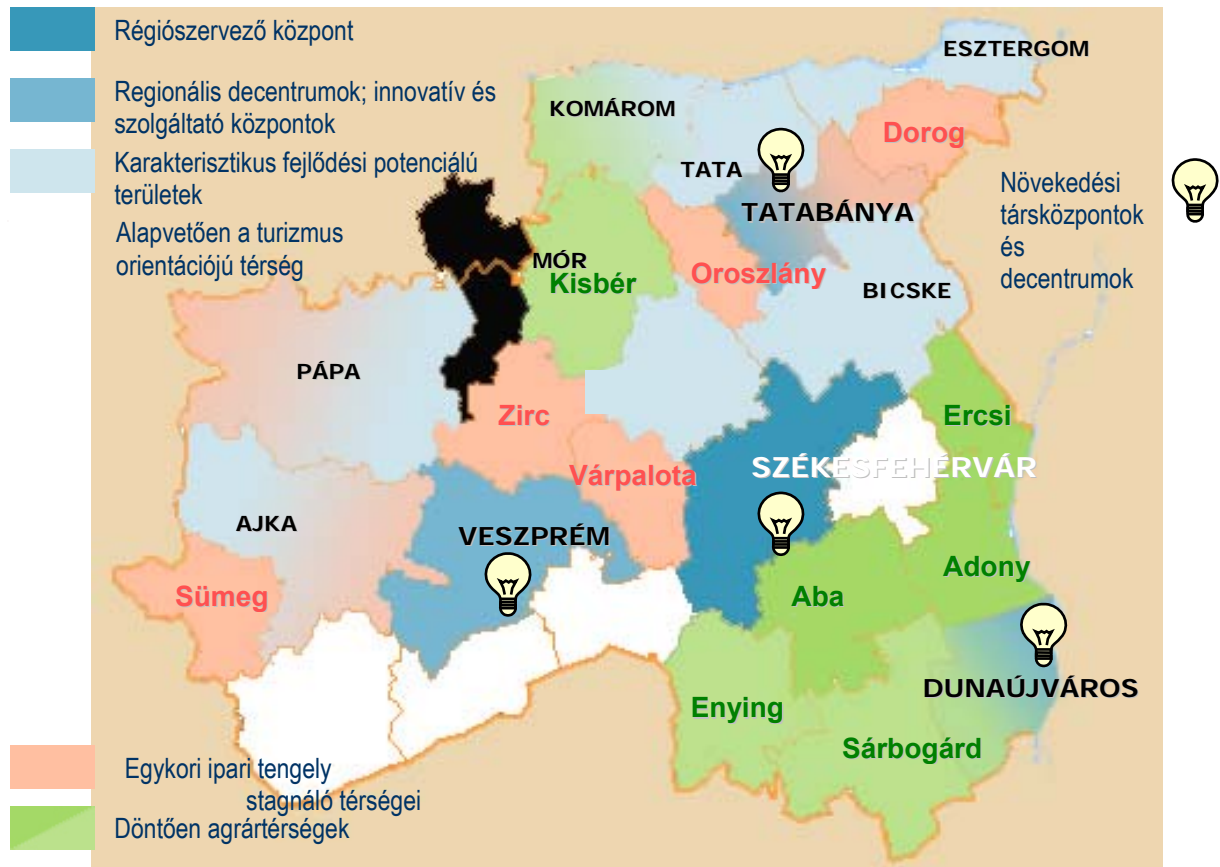 Régiószervező központ
Regionális decentrumok; innovatív és
szolgáltató központok
Karakterisztikus fejlődési potenciálú
területek
Alapvetően a turizmus
orientációjú térség
ESZTERGOM
KOMÁROM
Dorog
TATA
TATABÁNYA
Növekedési
társközpontok
és
decentrumok
MÓR
Kisbér
Oroszlány
BICSKE
PÁPA
Zirc
Ercsi
Várpalota
SZÉKESFEHÉRVÁR
AJKA
VESZPRÉM
Sümeg
Aba
Adony
DUNAÚJVÁROS
Enying
Sárbogárd
Egykori ipari tengely
stagnáló térségei
Döntően agrártérségek